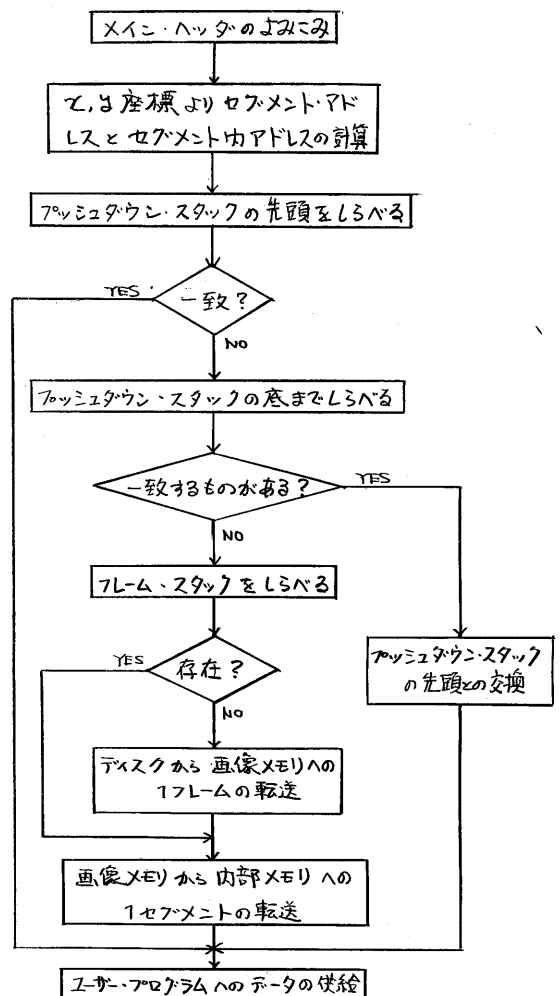 メイン・ヘッダのよみこみ
x,y座標よりセグメント・アド
レスとセグメント内アドレスの計算
プッシュダウン・スタックの先頭をしらべる
一致?
YES
NO
プッシュダウン・スタックの底までしらべる
一致するものがある?
YES
NO
フレーム・スタックをしらべる
存在?
YES
NO
プッシュダウン・スタック
の先頭との交換
ディスクから画像メモリへの
1フレームの転送
画像メモリから内部メモリへの
1セグメントの転送
ユーザー・プログラムへのデータの供給